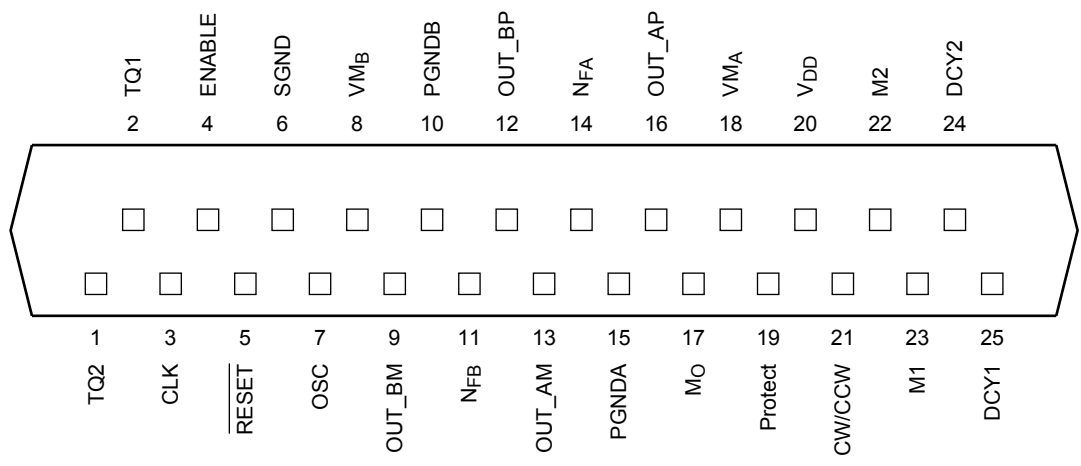 TQ1 ENABLE SGND VMB PGNDB OUT_BP NFA OUT_AP VMA VDD M2 DCY2
2 4 6 8 10 12 14 16 18 20 22 24
1 3 5 7 9 11 13 15 17 19 21 23 25
TQ2 CLK RESET OSC OUT_BM NFB OUT_AM PGNDA MO Protect CW/CCW M1 DCY1